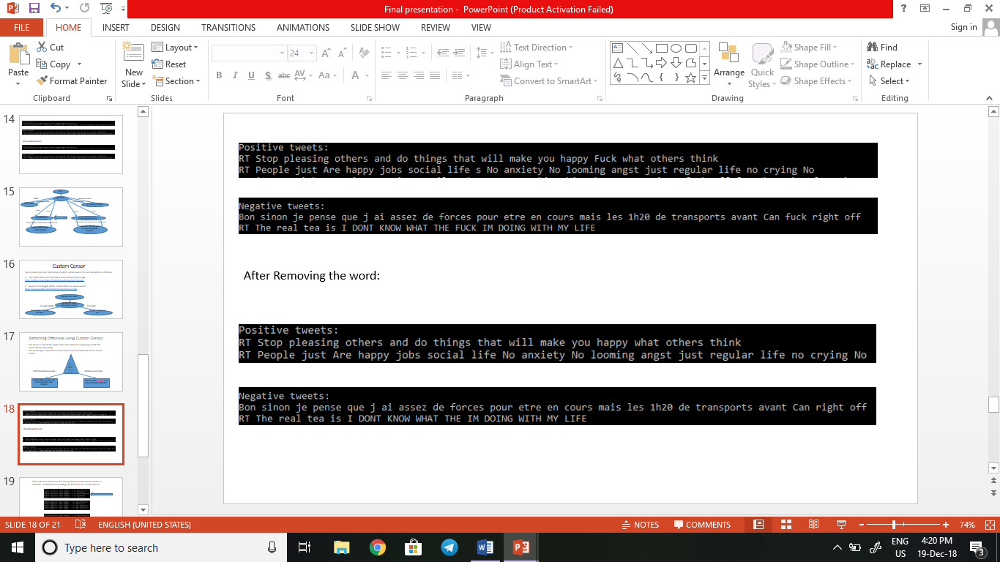 Final presentation - PowerPoint (Product Activation Failed)
FILE HOME INSERT DESIGN TRANSITIONS ANIMATIONS SLIDE SHOW REVIEW VIEW Sign in
Paste
Cut
Copy
Format Painter
Clipboard
New Slide
Layout
Reset
Section
Slides
24
Font
Text Direction
Align Text
Convert to SmartArt
Paragraph
Arrange
Quick Styles
Shape Fill
Shape Outline
Shape Effects
Drawing
Find
Replace
Select
Editing
14
15
16
Custom Censor
17
Detecting Offensive using Custom Censor
18
19
Positive tweets:
RT Stop pleasing others and do things that will make you happy Fuck what others think
RT People just Are happy jobs social life s No anxiety No looming angst just regular life no crying No
Negative tweets:
Bon sinon je pense que j ai assez de forces pour etre en cours mais les 1h20 de transports avant Can fuck right off
RT The real tea is I DONT KNOW WHAT THE FUCK IM DOING WITH MY LIFE
After Removing the word:
Positive tweets:
RT Stop pleasing others and do things that will make you happy what others think
RT People just Are happy jobs social life No anxiety No looming angst just regular life no crying No
Negative tweets:
Bon sinon je pense que j ai assez de forces pour etre en cours mais les 1h20 de transports avant Can right off
RT The real tea is I DONT KNOW WHAT THE IM DOING WITH MY LIFE
SLIDE 18 OF 21 ENGLISH (UNITED STATES) NOTES COMMENTS 74%
Type here to search
ENG
US
4:20 PM
19-Dec-18
3